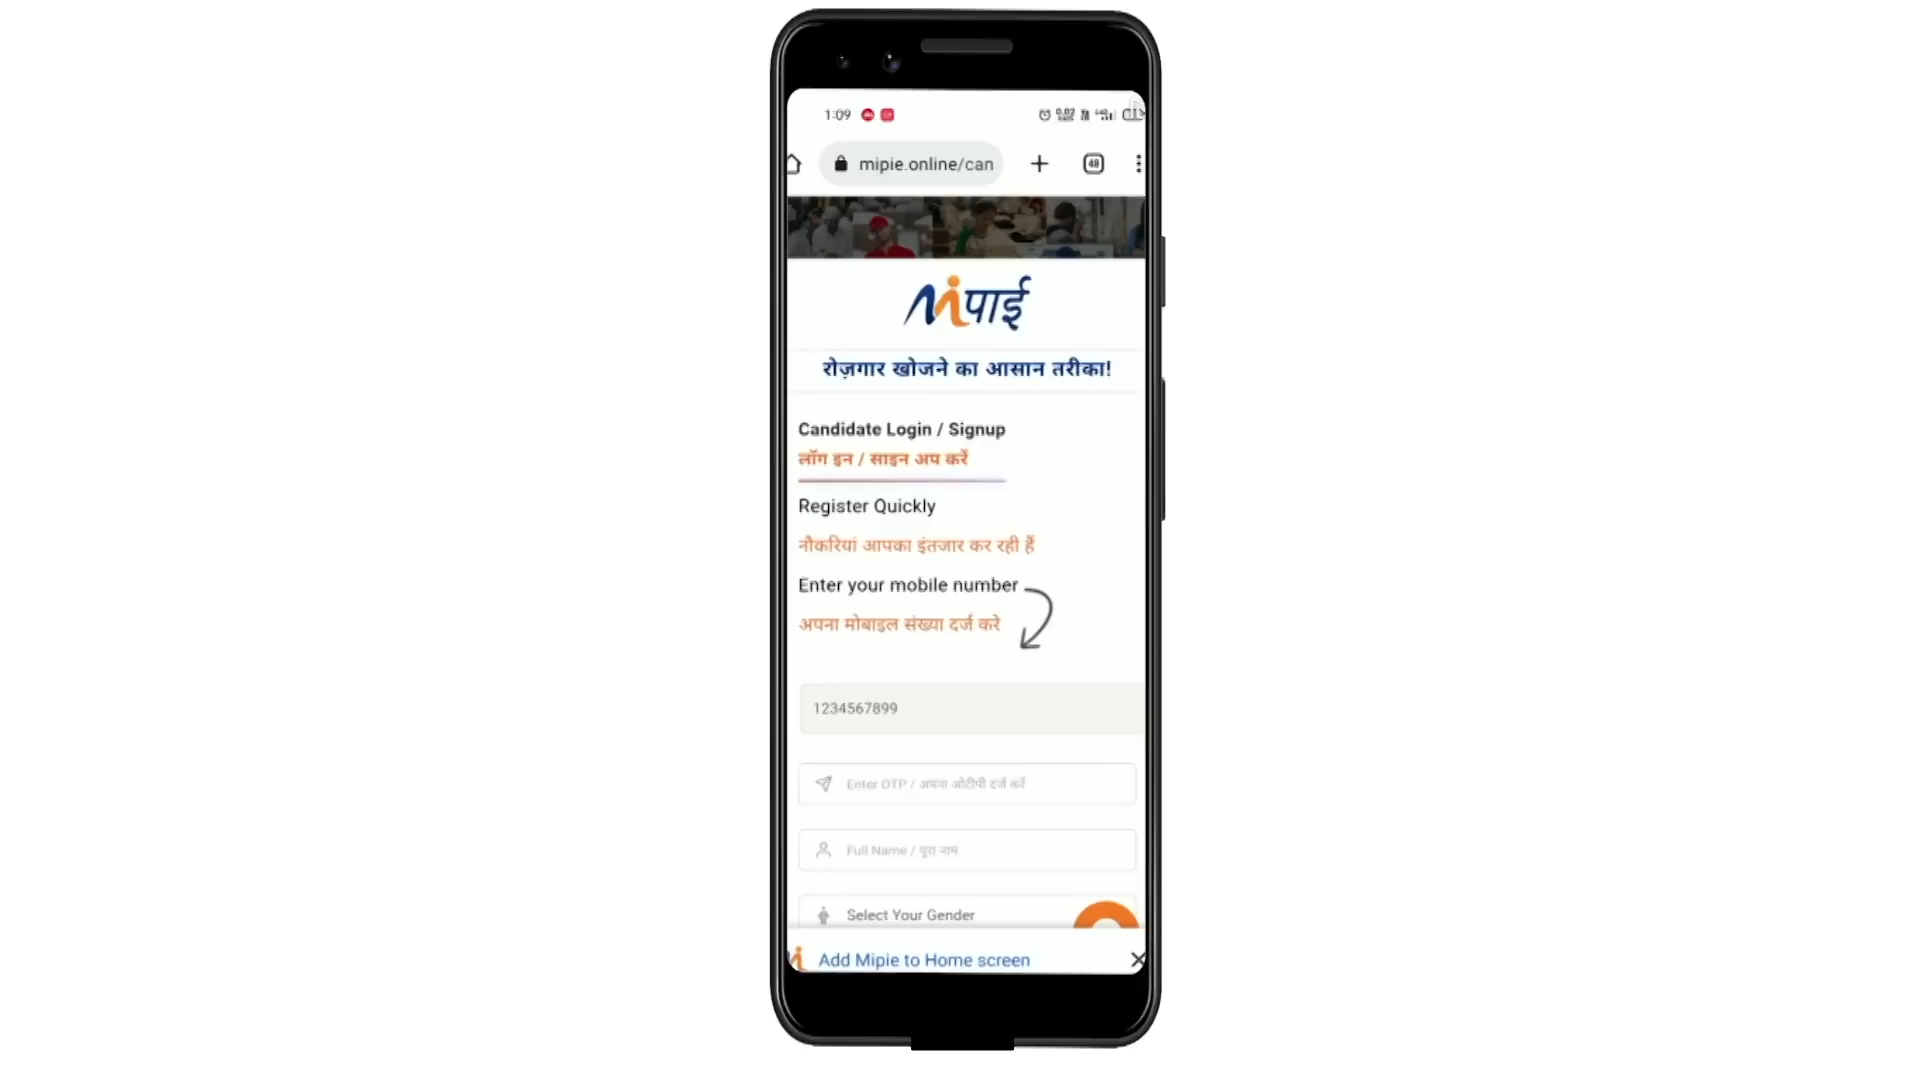 1:09
mipie.online/can
48
Miपाई
रोज़गार खोजने का आसान तरीका!
Candidate Login / Signup
लॉग इन / साइन अप करें
Register Quickly
नौकरियां आपका इंतजार कर रही हैं
Enter your mobile number
अपना मोबाइल संख्या दर्ज करे
1234567899
Enter OTP / अपना ओटीपी दर्ज करें
Full Name / पूरा नाम
Select Your Gender
Add Mipie to Home screen